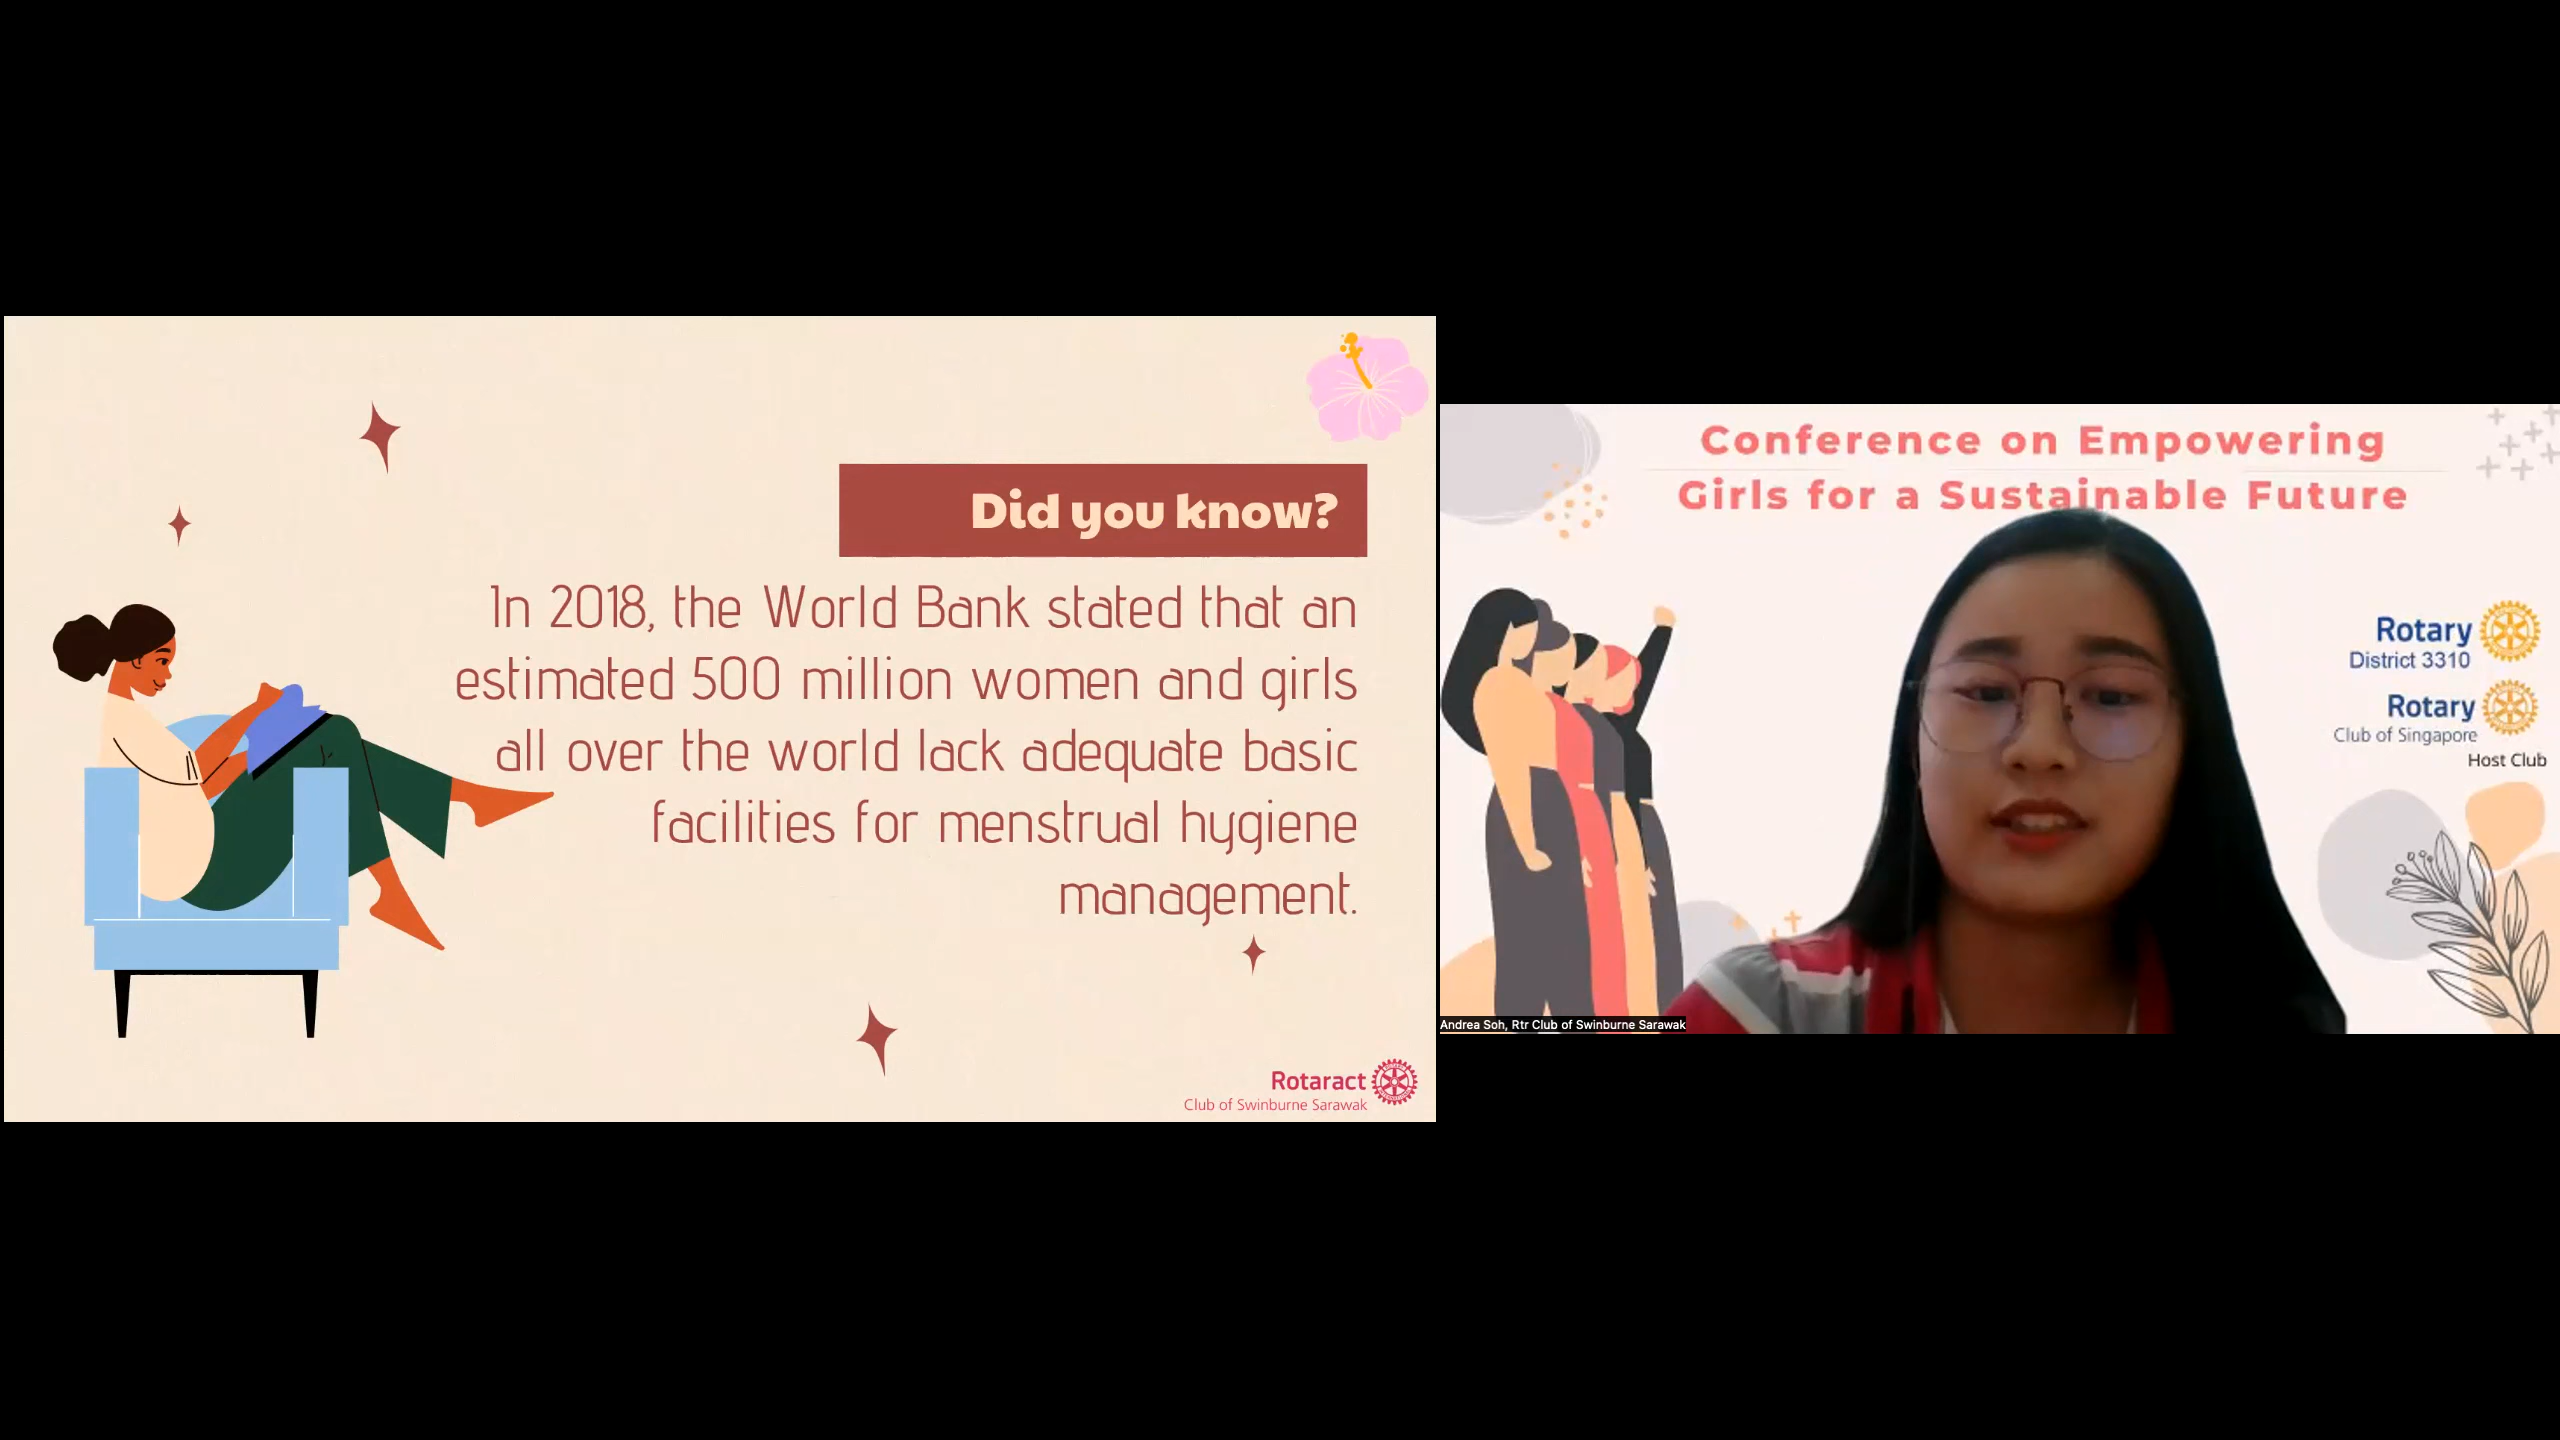 Did you know?
In 2018, the World Bank stated that an
estimated 500 million women and girls
all over the world lack adequate basic
facilities for menstrual hygiene
management.
Rotaract
Club of Swinburne Sarawak
Conference on Empowering
Girls for a Sustainable Future
Rotary
District 3310
Rotary
Club of Singapore
Host Club
Andrea Soh, Rtr Club of Swinburne Sarawak